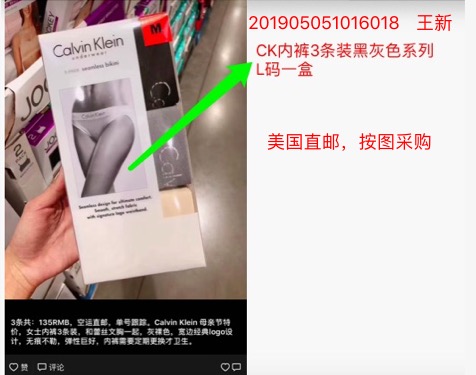 201905051016018 王新
CK内裤3条装黑灰色系列
L码一盒
美国直邮，按图采购
M
Calvin Klein
underwear
seamless bikini
Seamless design for ultimate comfort.
Smooth, stretch fabric
with signature logo waistband.
3条共：135RMB，空运直邮，单号跟踪。Calvin Klein 母亲节特
价，女士内裤3条装，和蕾丝文胸一起，灰裸色，宽边经典logo设
计，无痕不勒，弹性巨好，内裤需要定期更换才卫生。
赞 评论